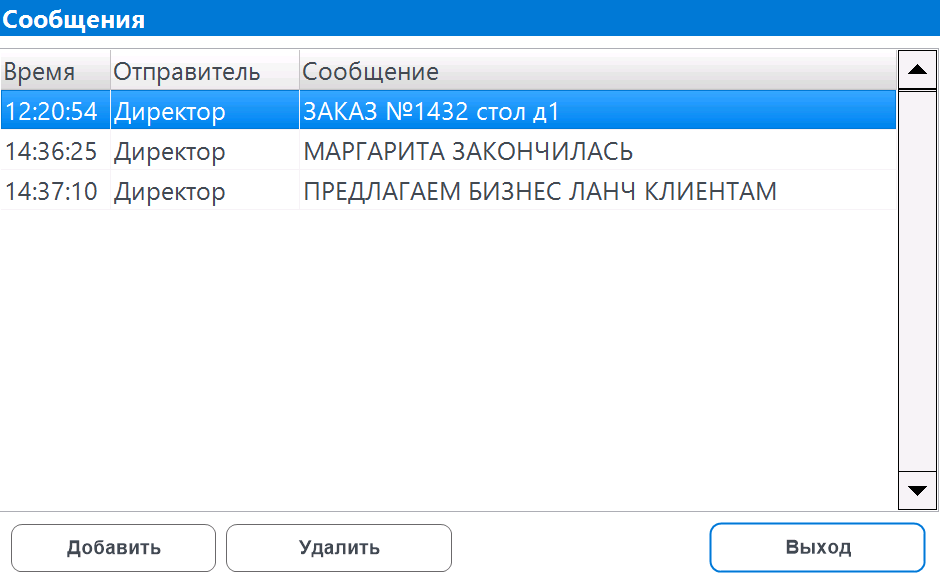 Сообщения
Время Отправитель Сообщение
12:20:54 Директор ЗАКАЗ №1432 стол д1
14:36:25 Директор МАРГАРИТА ЗАКОНЧИЛАСЬ
14:37:10 Директор ПРЕДЛАГАЕМ БИЗНЕС ЛАНЧ КЛИЕНТАМ
Добавить Удалить Выход